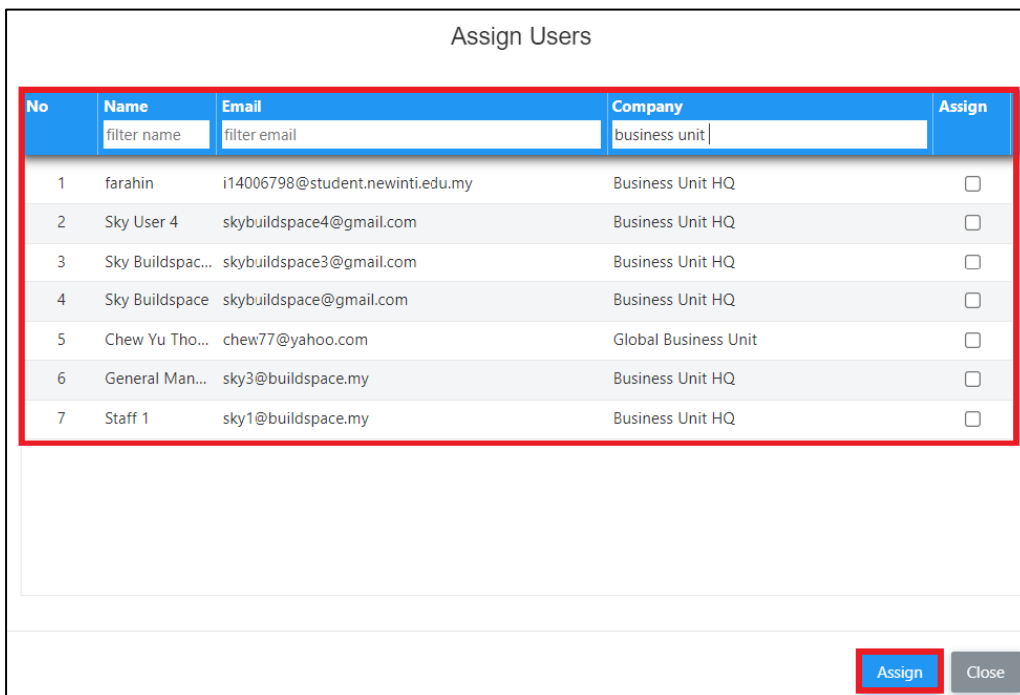 Assign Users
No Name Email Company Assign
filter name filter email business unit
1 farahin i14006798@student.newinti.edu.my Business Unit HQ
2 Sky User 4 skybuildspace4@gmail.com Business Unit HQ
3 Sky Buildspac... skybuildspace3@gmail.com Business Unit HQ
4 Sky Buildspace skybuildspace@gmail.com Business Unit HQ
5 Chew Yu Tho... chew77@yahoo.com Global Business Unit
6 General Man... sky3@buildspace.my Business Unit HQ
7 Staff 1 sky1@buildspace.my Business Unit HQ
Assign Close